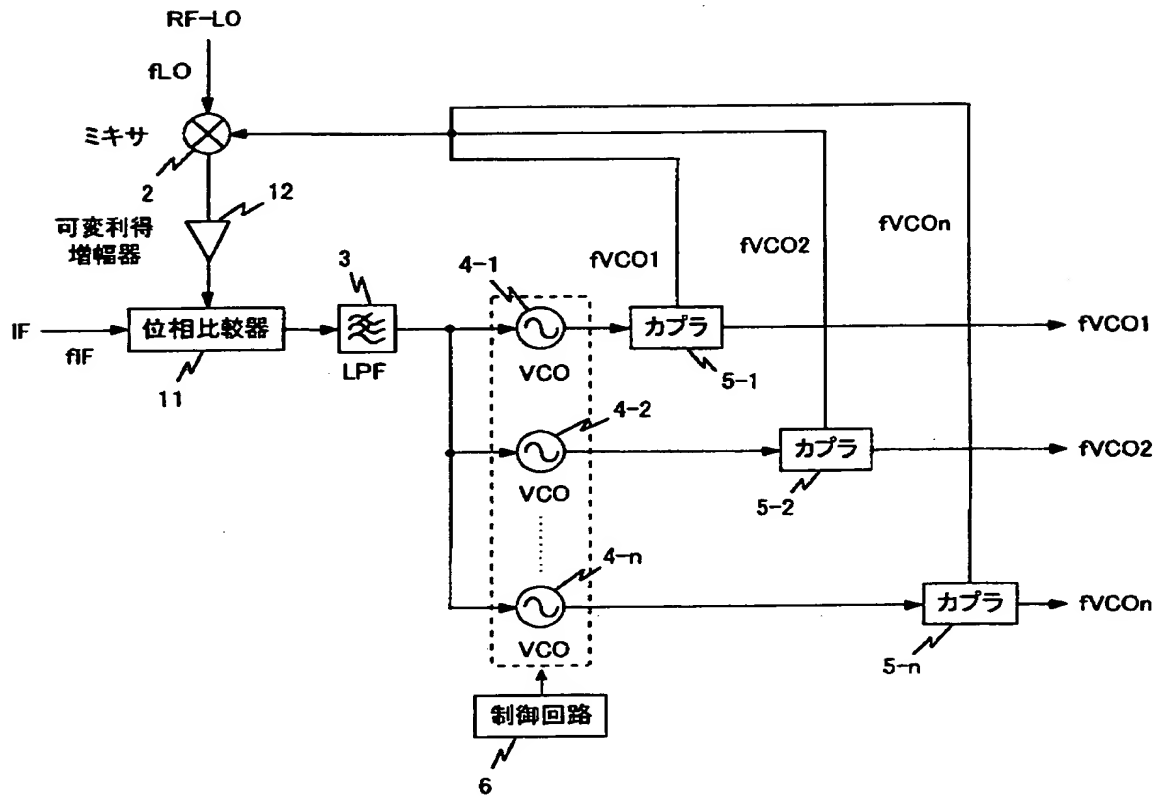 RF-LO
fLO
ミキサ
2
12
可変利得
増幅器
3
4-1
fVCO1
fVCO2
fVCOn
IF
fIF
位相比較器
11
LPF
VCO
カプラ
5-1
fVCO1
4-2
VCO
カプラ
5-2
fVCO2
4-n
VCO
カプラ
5-n
fVCOn
制御回路
6